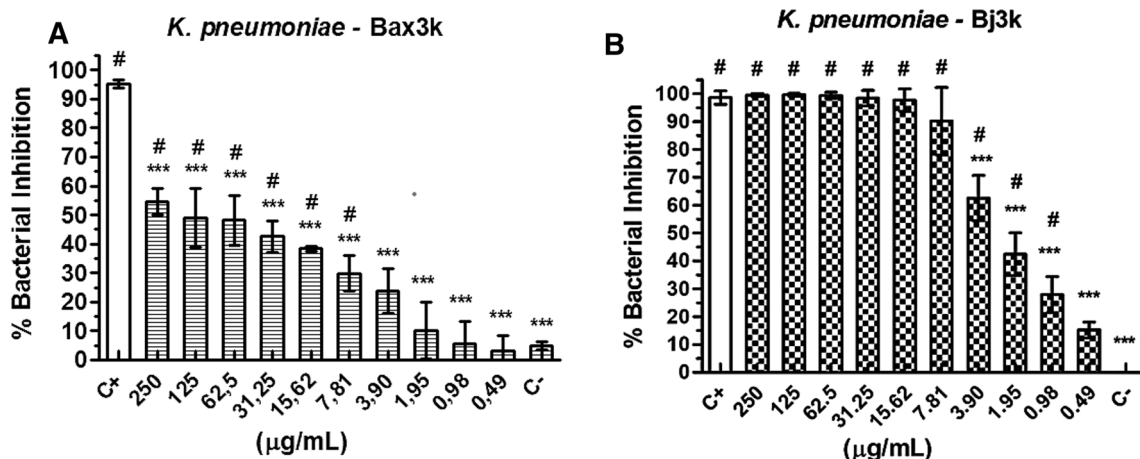 A
K. pneumoniae - Bax3k
% Bacterial Inhibition
100
90
80
70
60
50
40
30
20
10
0
#
# # # # # #
*** *** *** *** *** *** *** *** *** *** ***
C+ 250 125 62,5 31,25 15,62 7,81 3,90 1,95 0,98 0,49 C-
(μg/mL)
B
K. pneumoniae - Bj3k
% Bacterial Inhibition
100
90
80
70
60
50
40
30
20
10
0
# # # # # # # # # #
*** *** *** *** ***
C+ 250 125 62.5 31.25 15.62 7.81 3.90 1.95 0.98 0.49 C-
(μg/mL)